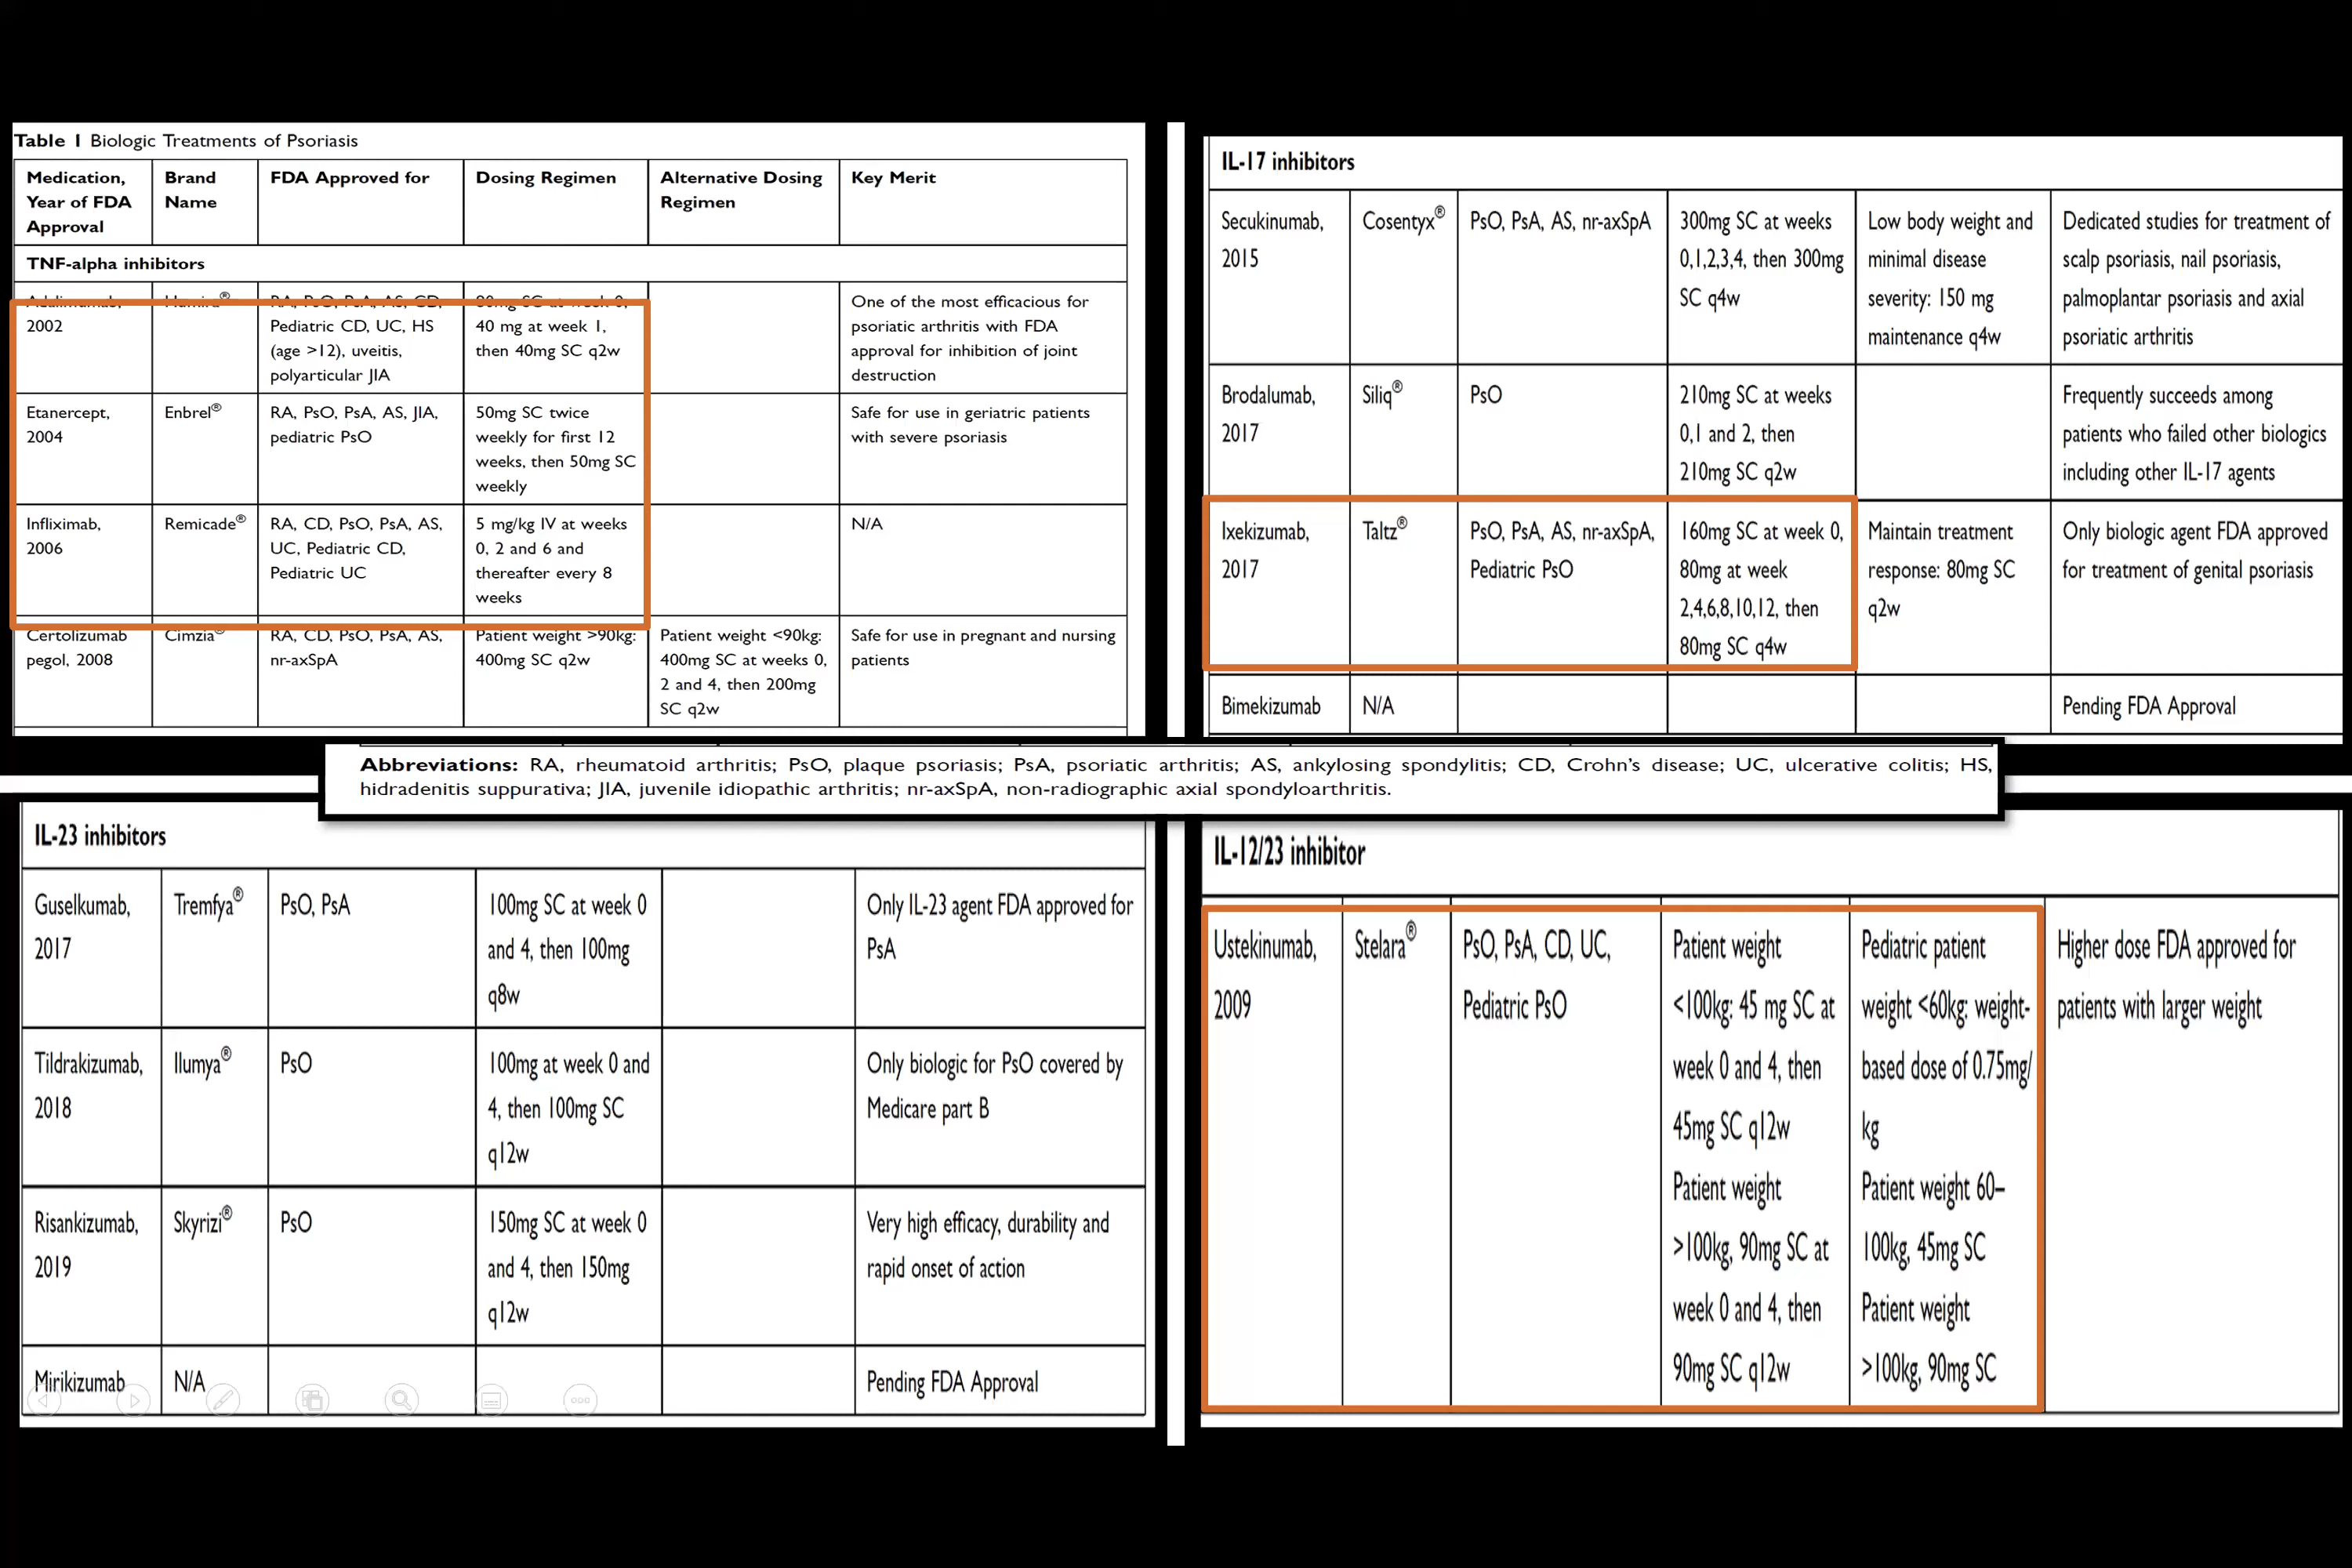 Table 1 Biologic Treatments of Psoriasis
Medication, Year of FDA Approval
Brand Name
FDA Approved for
Dosing Regimen
Alternative Dosing Regimen
Key Merit
TNF-alpha inhibitors
Adalimumab, 2002
Humira®
RA, PsO, PsA, AS, CD, Pediatric CD, UC, HS (age >12), uveitis, polyarticular JIA
80mg SC at week 0, 40 mg at week 1, then 40mg SC q2w
One of the most efficacious for psoriatic arthritis with FDA approval for inhibition of joint destruction
Etanercept, 2004
Enbrel®
RA, PsO, PsA, AS, JIA, pediatric PsO
50mg SC twice weekly for first 12 weeks, then 50mg SC weekly
Safe for use in geriatric patients with severe psoriasis
Infliximab, 2006
Remicade®
RA, CD, PsO, PsA, AS, UC, Pediatric CD, Pediatric UC
5 mg/kg IV at weeks 0, 2 and 6 and thereafter every 8 weeks
N/A
Certolizumab pegol, 2008
Cimzia®
RA, CD, PsO, PsA, AS, nr-axSpA
Patient weight >90kg: 400mg SC q2w
Patient weight <90kg: 400mg SC at weeks 0, 2 and 4, then 200mg SC q2w
Safe for use in pregnant and nursing patients
IL-17 inhibitors
Secukinumab, 2015
Cosentyx®
PsO, PsA, AS, nr-axSpA
300mg SC at weeks 0,1,2,3,4, then 300mg SC q4w
Low body weight and minimal disease severity: 150 mg maintenance q4w
Dedicated studies for treatment of scalp psoriasis, nail psoriasis, palmoplantar psoriasis and axial psoriatic arthritis
Brodalumab, 2017
Siliq®
PsO
210mg SC at weeks 0,1 and 2, then 210mg SC q2w
Frequently succeeds among patients who failed other biologics including other IL-17 agents
Ixekizumab, 2017
Taltz®
PsO, PsA, AS, nr-axSpA, Pediatric PsO
160mg SC at week 0, 80mg at week 2,4,6,8,10,12, then 80mg SC q4w
Maintain treatment response: 80mg SC q2w
Only biologic agent FDA approved for treatment of genital psoriasis
Bimekizumab
N/A
Pending FDA Approval
Abbreviations: RA, rheumatoid arthritis; PsO, plaque psoriasis; PsA, psoriatic arthritis; AS, ankylosing spondylitis; CD, Crohn's disease; UC, ulcerative colitis; HS,
hidradenitis suppurativa; JIA, juvenile idiopathic arthritis; nr-axSpA, non-radiographic axial spondyloarthritis.
IL-23 inhibitors
Guselkumab, 2017
Tremfya®
PsO, PsA
100mg SC at week 0 and 4, then 100mg q8w
Only IL-23 agent FDA approved for PsA
Tildrakizumab, 2018
Ilumya®
PsO
100mg at week 0 and 4, then 100mg SC q12w
Only biologic for PsO covered by Medicare part B
Risankizumab, 2019
Skyrizi®
PsO
150mg SC at week 0 and 4, then 150mg q12w
Very high efficacy, durability and rapid onset of action
Mirikizumab
N/A
Pending FDA Approval
IL-12/23 inhibitor
Ustekinumab, 2009
Stelara®
PsO, PsA, CD, UC, Pediatric PsO
Patient weight <100kg: 45 mg SC at week 0 and 4, then 45mg SC q12w
Patient weight >100kg, 90mg SC at week 0 and 4, then 90mg SC q12w
Pediatric patient weight <60kg: weight-based dose of 0.75mg/kg
Patient weight 60–100kg, 45mg SC
Patient weight >100kg, 90mg SC
Higher dose FDA approved for patients with larger weight